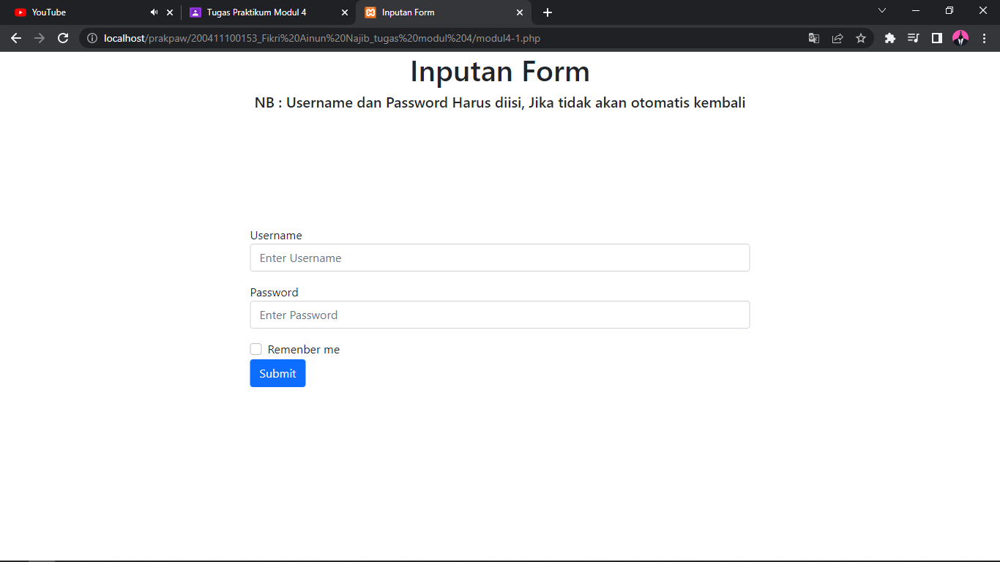 YouTube
Tugas Praktikum Modul 4
Inputan Form
localhost/prakpaw/200411100153_Fikri%20Ainun%20Najib_tugas%20modul%204/modul4-1.php
Inputan Form
NB : Username dan Password Harus diisi, Jika tidak akan otomatis kembali
Username
Enter Username
Password
Enter Password
Remenber me
Submit